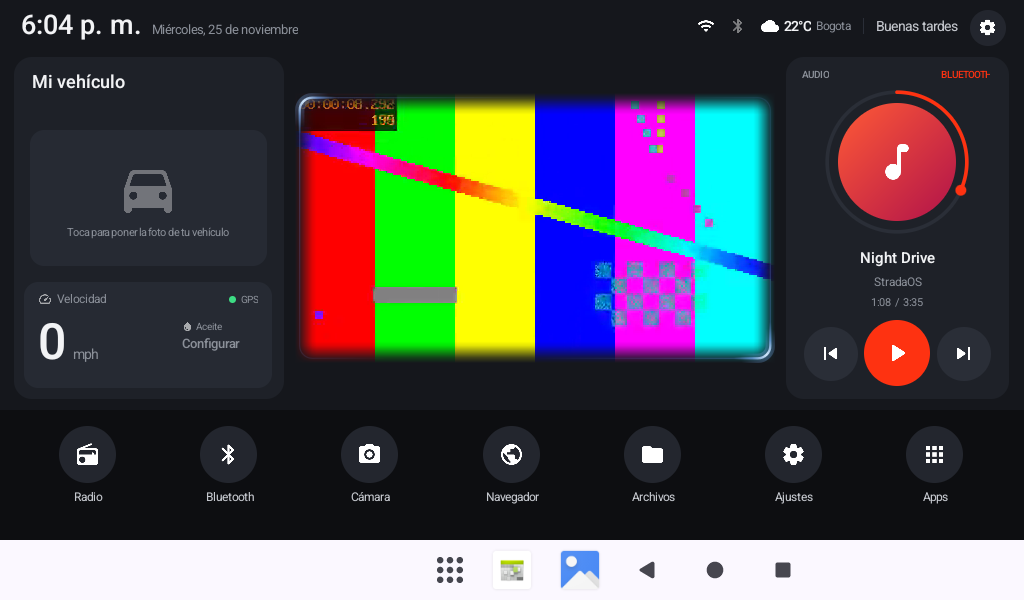 6:04 p. m.
Miércoles, 25 de noviembre
22°C Bogota
Buenas tardes
Mi vehículo
Toca para poner la foto de tu vehículo
Velocidad
GPS
0 mph
Aceite
Configurar
0:00:08.292
195
AUDIO
BLUETOOTH
Night Drive
StradaOS
1:08 / 3:35
Radio
Bluetooth
Cámara
Navegador
Archivos
Ajustes
Apps